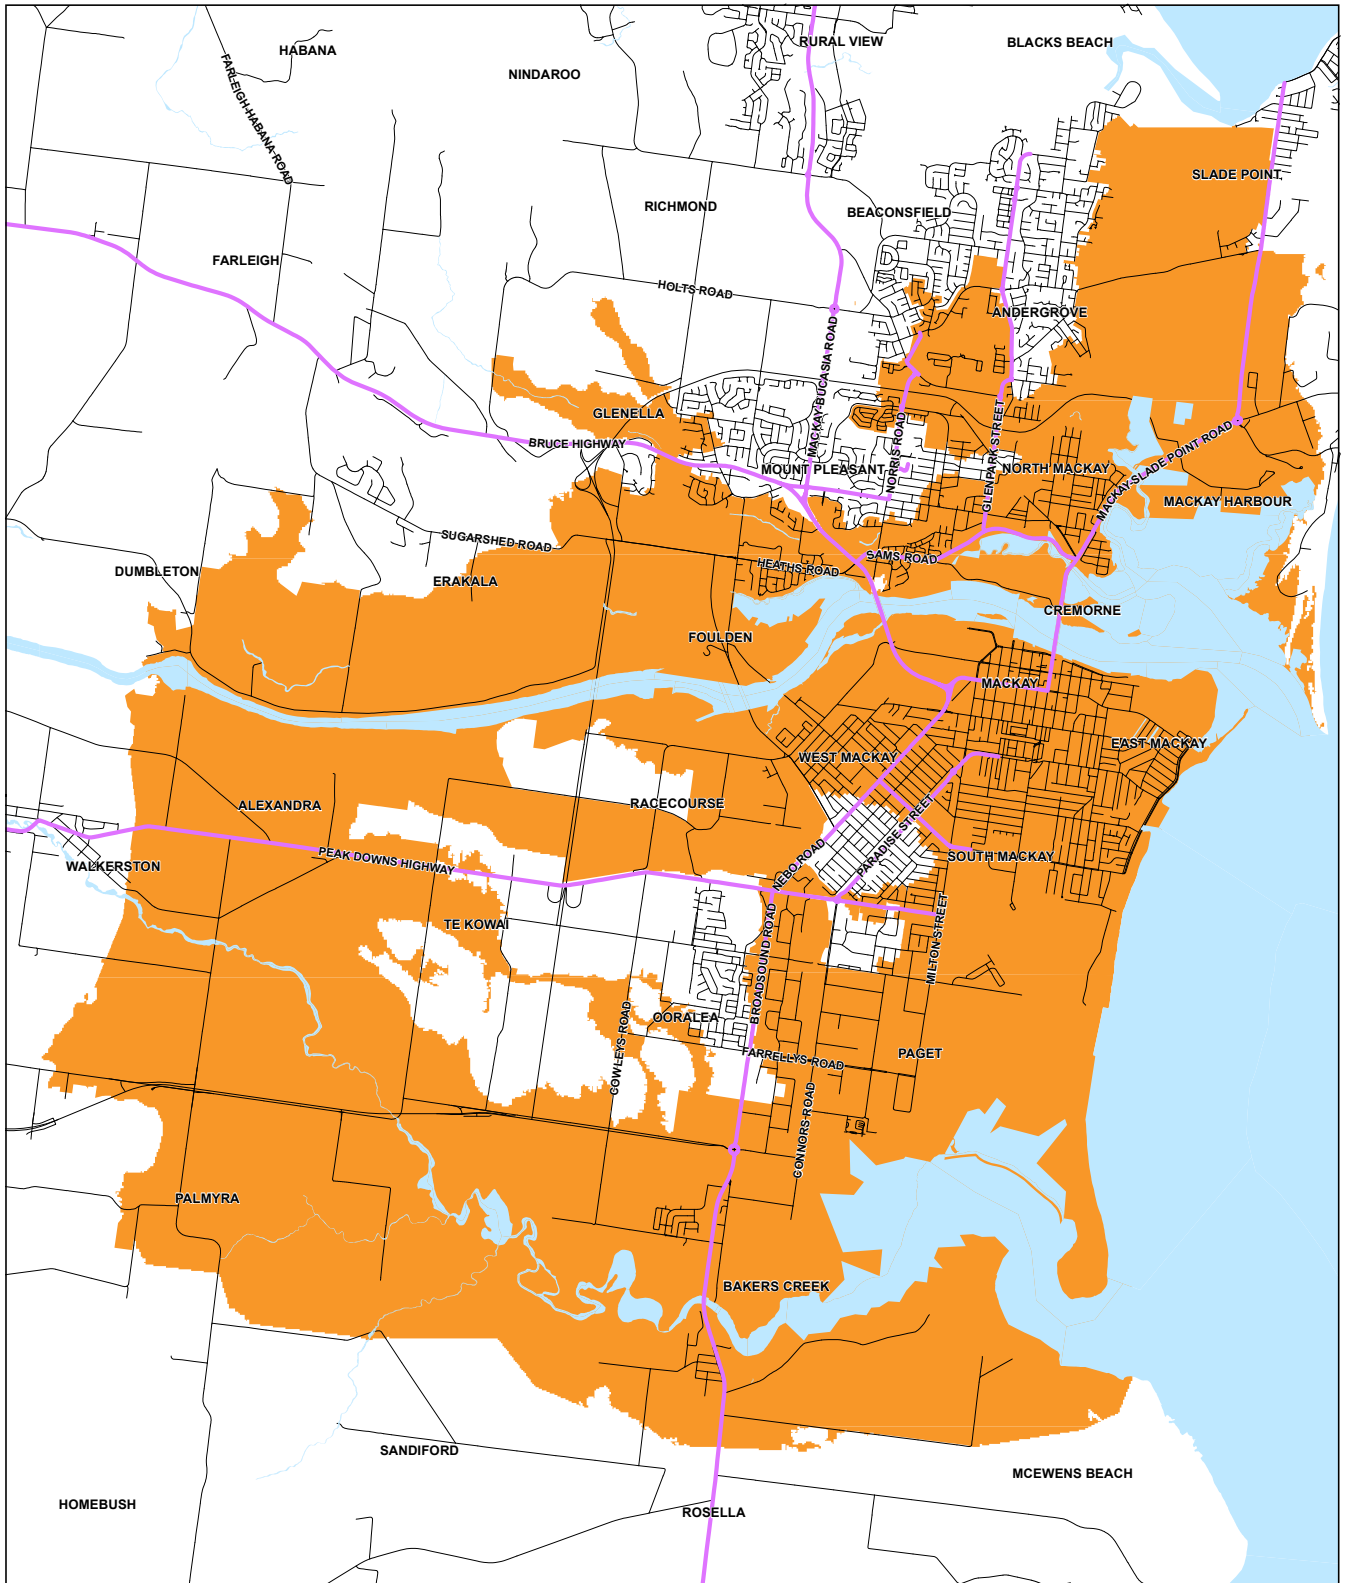 HABANA
RURAL VIEW
BLACKS BEACH
NINDAROO
FARLEIGH-HABANA ROAD
SLADE POINT
RICHMOND
BEACONSFIELD
FARLEIGH
HOLTS ROAD
ANDERGROVE
MACKAY-BUCASIA ROAD
GLENELLA
BRUCE HIGHWAY
MOUNT PLEASANT
NORRIS ROAD
GLENPARK STREET
NORTH MACKAY
MACKAY-SLADE POINT ROAD
MACKAY HARBOUR
SUGARSHED ROAD
SAMS ROAD
HEATHS ROAD
DUMBLETON
ERAKALA
CREMORNE
FOULDEN
MACKAY
EAST MACKAY
WEST MACKAY
RACECOURSE
ALEXANDRA
PARADISE STREET
PEAK DOWNS HIGHWAY
WALKERSTON
NEBO ROAD
SOUTH MACKAY
TE KOWAI
MILTON STREET
BROADSOUND ROAD
OORALEA
COWLEYS ROAD
FARRELLYS ROAD
PAGET
CONNORS ROAD
PALMYRA
BAKERS CREEK
SANDIFORD
MCEWENS BEACH
HOMEBUSH
ROSELLA